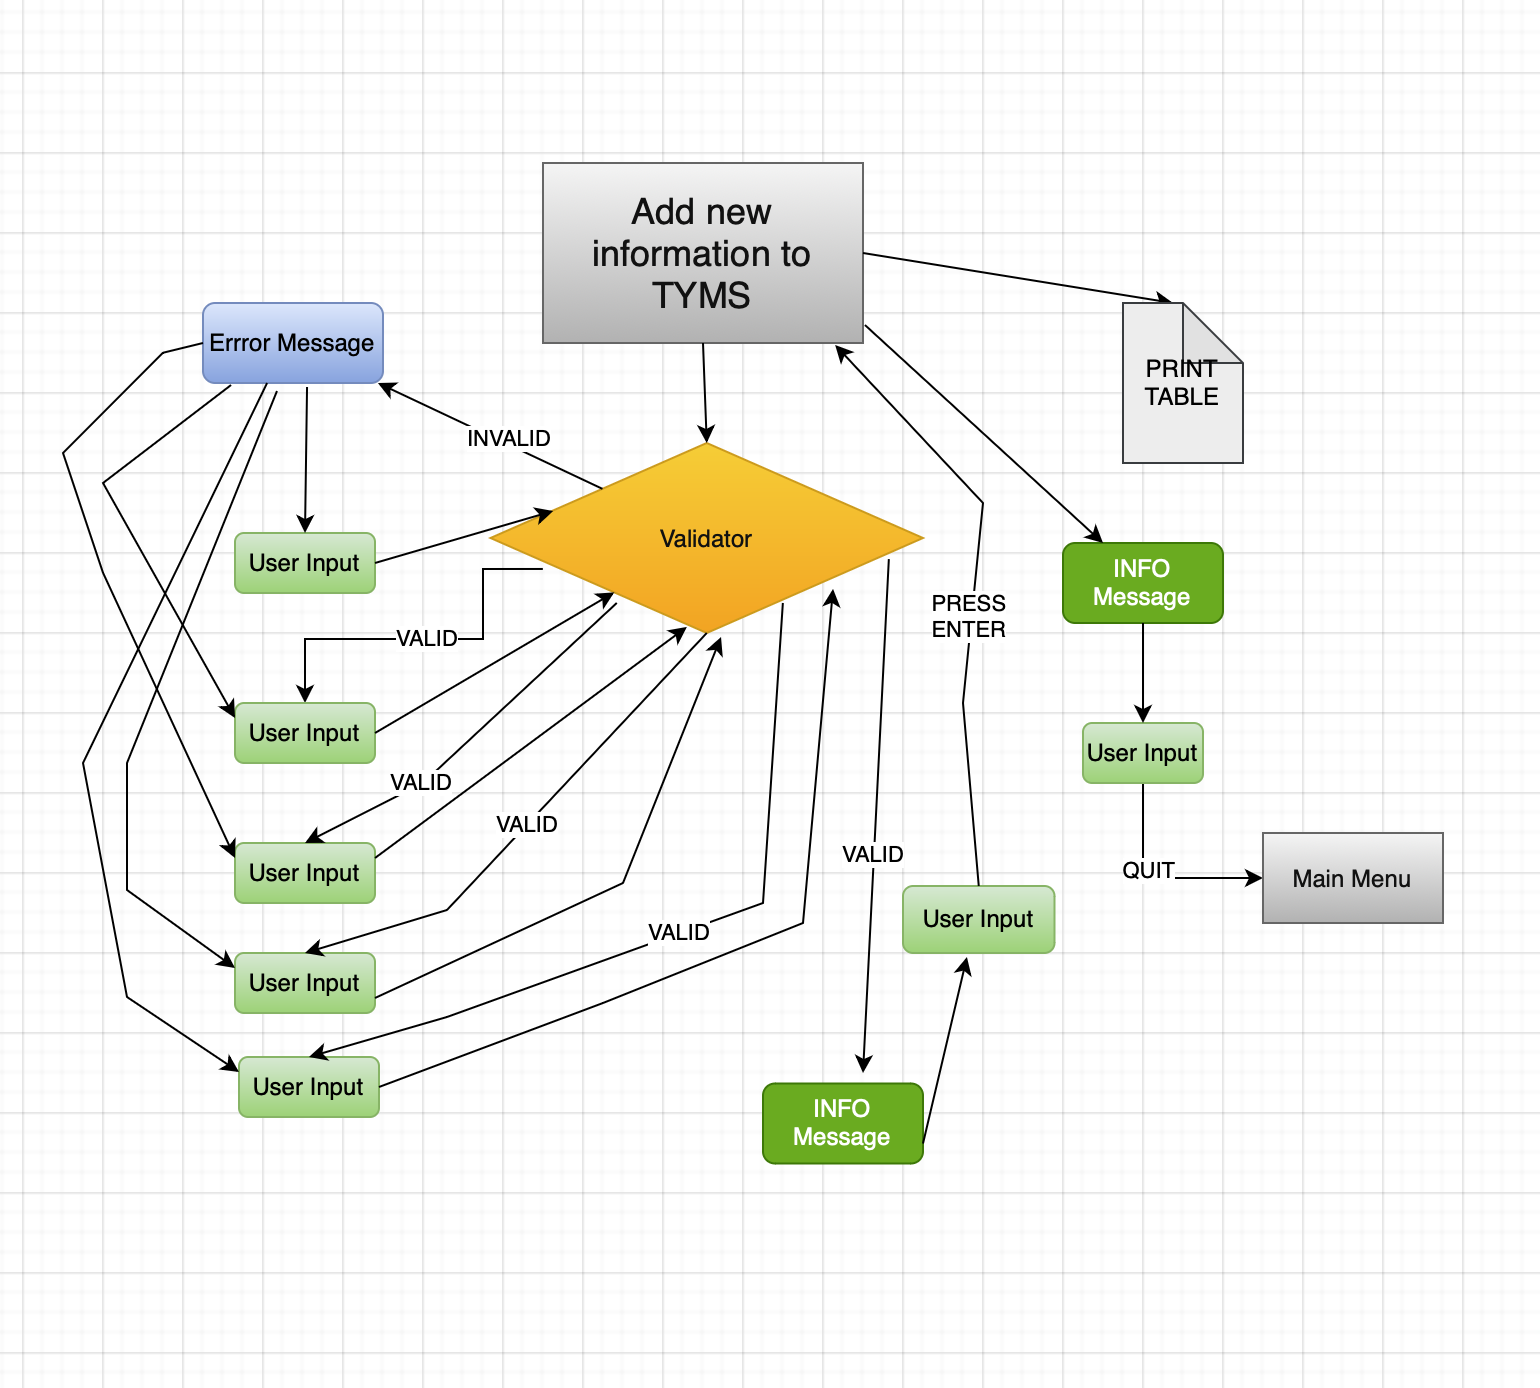 Add new
information to
TYMS
Errror Message
PRINT
TABLE
INVALID
Validator
User Input
INFO
Message
PRESS
ENTER
VALID
User Input
User Input
VALID
VALID
VALID
User Input
QUIT
Main Menu
User Input
VALID
User Input
User Input
INFO
Message